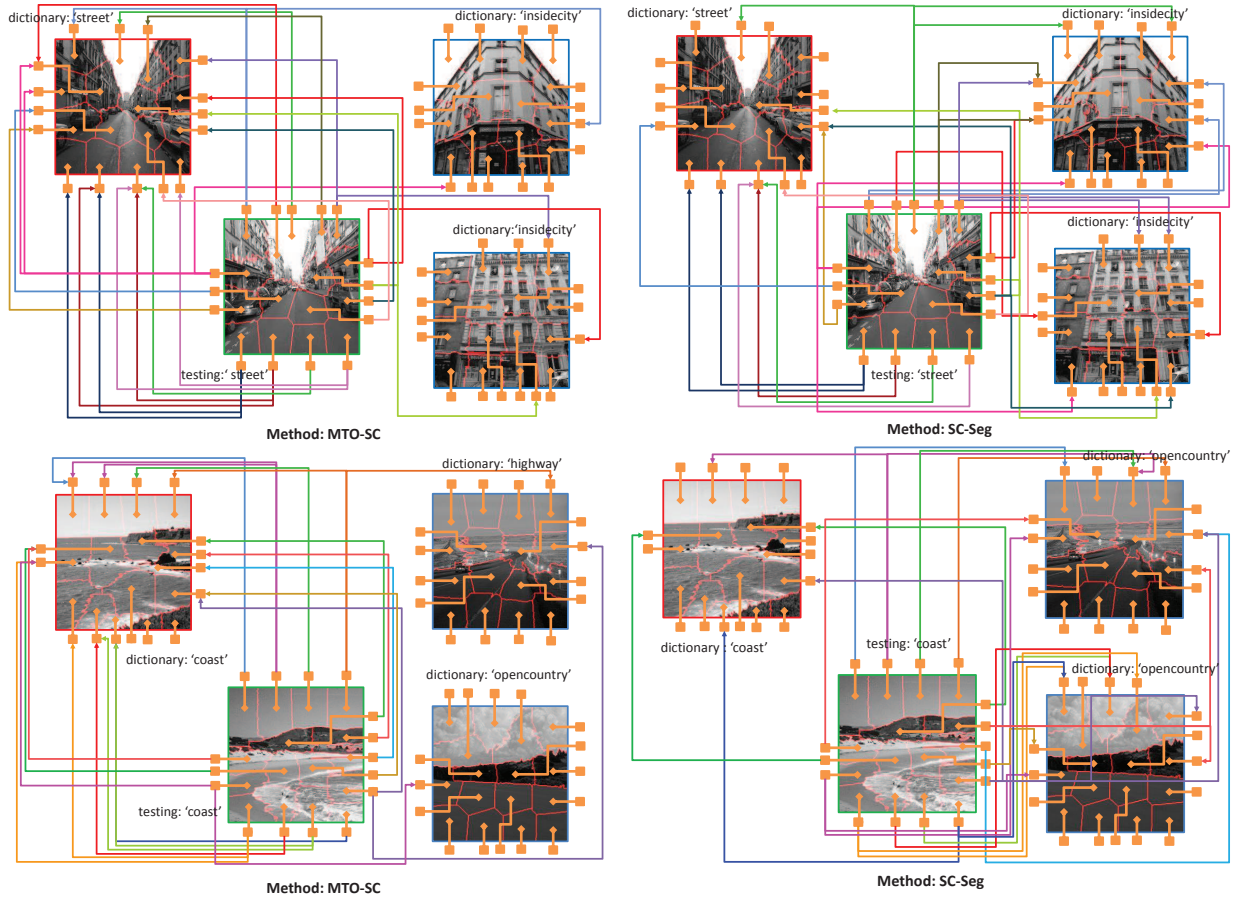 dictionary: 'street'
dictionary: 'insidecity'
dictionary:'insidecity'
testing:'street'
Method: MTO-SC
dictionary: 'street'
dictionary: 'insidecity'
dictionary: 'insidecity'
testing: 'street'
Method: SC-Seg
dictionary: 'highway'
dictionary: 'coast'
dictionary: 'opencountry'
testing: 'coast'
Method: MTO-SC
dictionary: 'opencountry'
dictionary: 'coast'
testing: 'coast'
dictionary: 'opencountry'
Method: SC-Seg